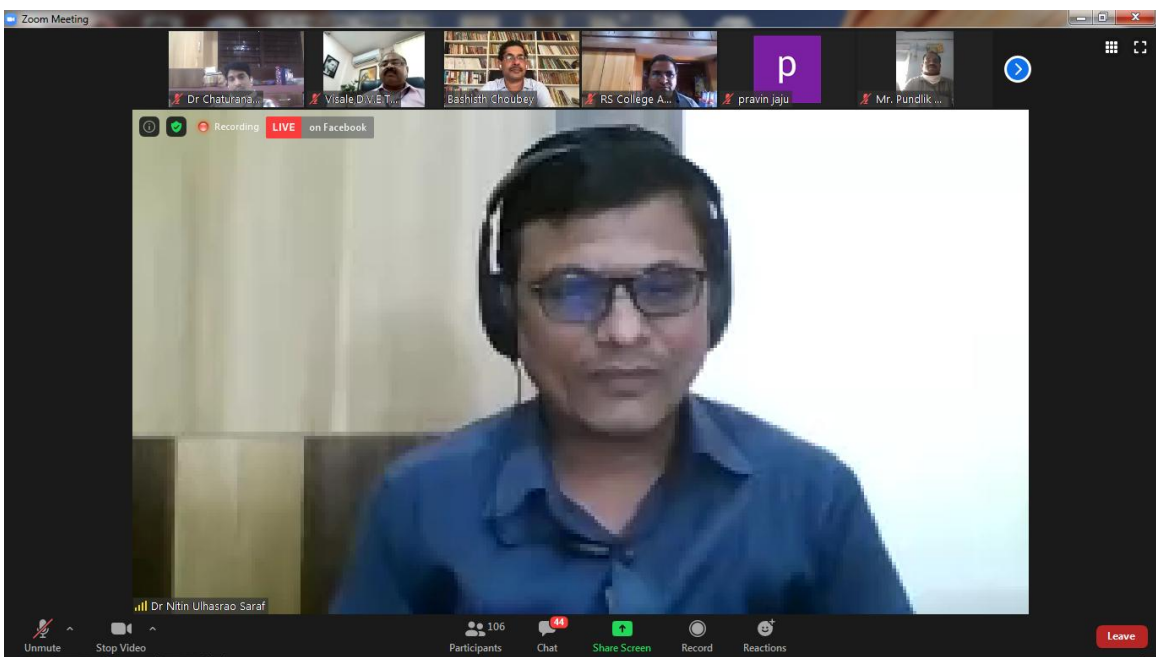 Zoom Meeting
Dr Chaturana...
Visale D.V.E T...
Bashisth Choubey
RS College A...
p
pravin jaju
Mr. Pundlik ...
Recording
LIVE on Facebook
Dr Nitin Ulhasrao Saraf
106
44
Unmute
Stop Video
Participants
Chat
Share Screen
Record
Reactions
Leave